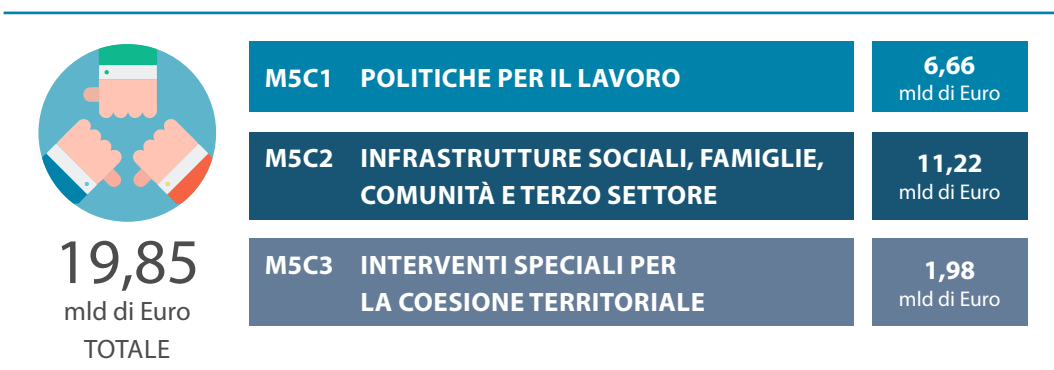 M5C1 POLITICHE PER IL LAVORO
6,66
mld di Euro
M5C2 INFRASTRUTTURE SOCIALI, FAMIGLIE,
COMUNITÀ E TERZO SETTORE
11,22
mld di Euro
M5C3 INTERVENTI SPECIALI PER
LA COESIONE TERRITORIALE
1,98
mld di Euro
19,85
mld di Euro
TOTALE